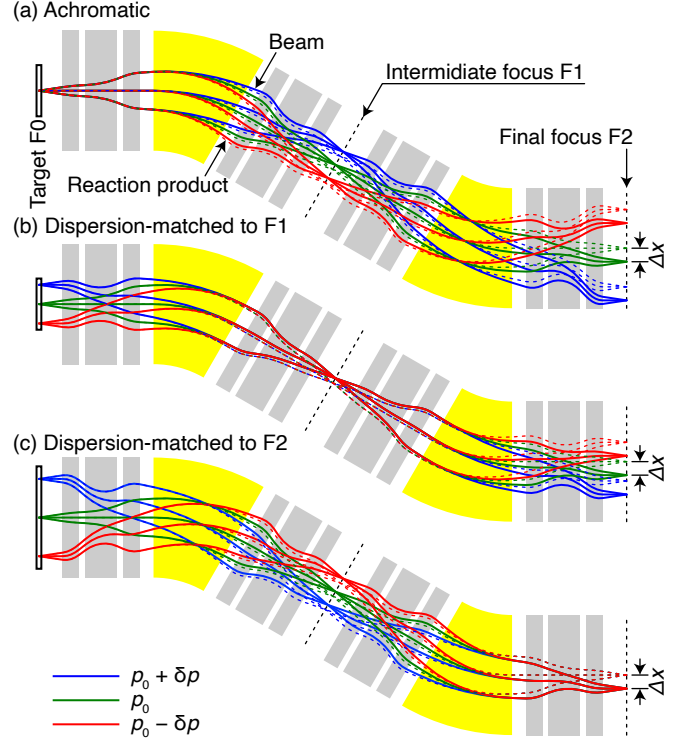 (a) Achromatic
Beam
Intermidiate focus F1
Final focus F2
Target F0
Reaction product
Δx
(b) Dispersion-matched to F1
Δx
(c) Dispersion-matched to F2
Δx
p₀ + δp
p₀
p₀ − δp